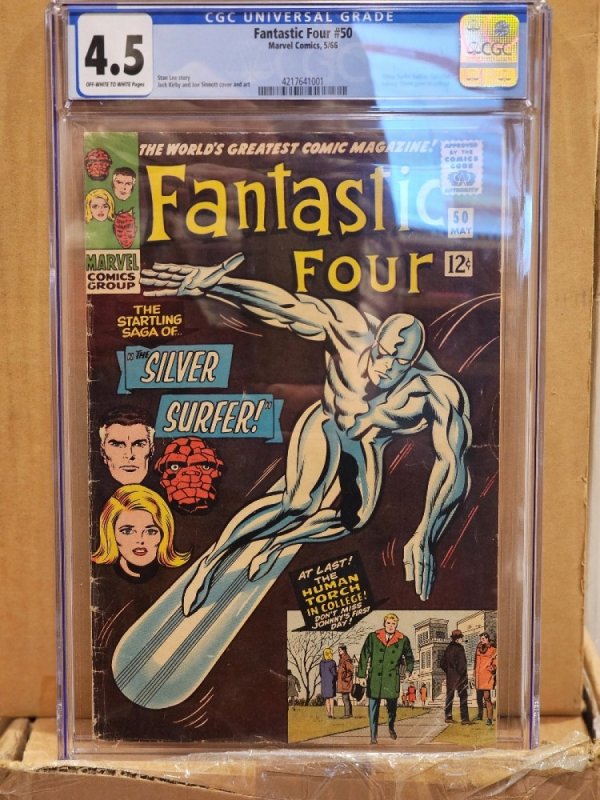 CGC UNIVERSAL GRADE
4.5
OFF-WHITE TO WHITE Pages
Fantastic Four #50
Marvel Comics, 5/66
Stan Lee story
Jack Kirby and Joe Sinnott cover and art
4217641001
CGC
THE WORLD'S GREATEST COMIC MAGAZINE!
APPROVED
BY THE
COMICS
CODE
AUTHORITY
Fantastic
Four
50
MAY
12¢
MARVEL
COMICS
GROUP
THE
STARTLING
SAGA OF..
"THE
SILVER
SURFER!"
AT LAST!
THE
HUMAN
TORCH
IN COLLEGE!
DON'T MISS
JOHNNY'S FIRST
DAY!